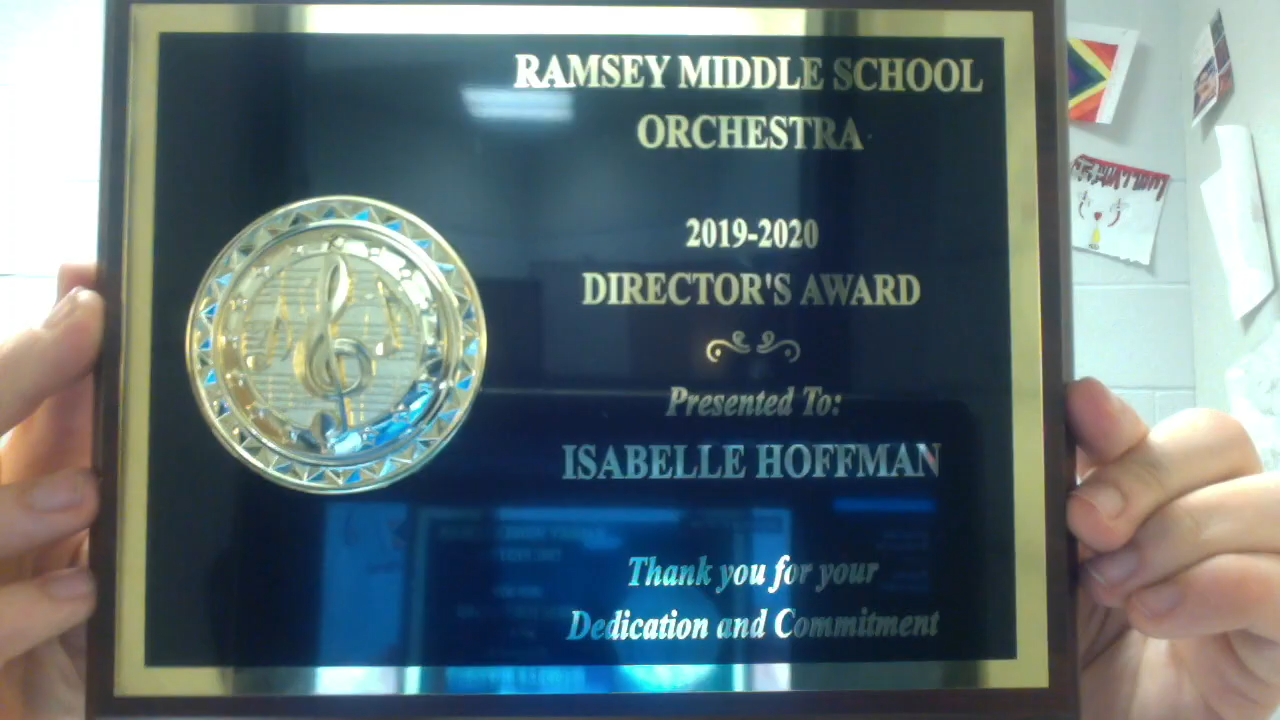 RAMSEY MIDDLE SCHOOL
ORCHESTRA
2019-2020
DIRECTOR'S AWARD
Presented To:
ISABELLE HOFFMAN
Thank you for your
Dedication and Commitment